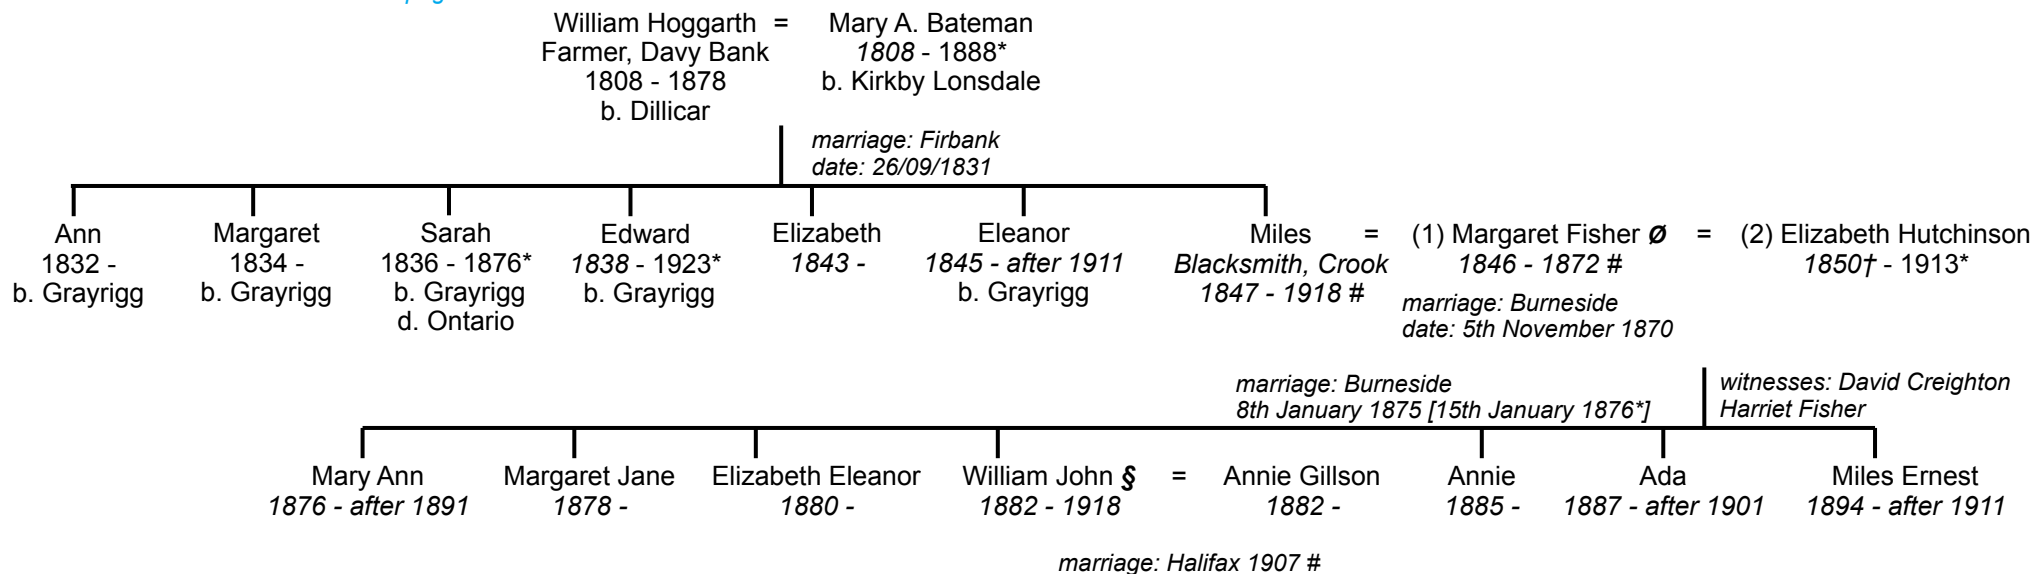 William Hoggarth = Mary A. Bateman
Farmer, Davy Bank 1808 - 1888*
1808 - 1878 b. Kirkby Lonsdale
b. Dillicar
marriage: Firbank
date: 26/09/1831
Ann Margaret Sarah Edward Elizabeth Eleanor Miles = (1) Margaret Fisher Ø = (2) Elizabeth Hutchinson
1832 - 1834 - 1836 - 1876* 1838 - 1923* 1843 - 1845 - after 1911 Blacksmith, Crook 1846 - 1872 # 1850† - 1913*
b. Grayrigg b. Grayrigg b. Grayrigg b. Grayrigg b. Grayrigg 1847 - 1918 # marriage: Burneside
d. Ontario date: 5th November 1870
marriage: Burneside witnesses: David Creighton
8th January 1875 [15th January 1876*] Harriet Fisher
Mary Ann Margaret Jane Elizabeth Eleanor William John § = Annie Gillson Annie Ada Miles Ernest
1876 - after 1891 1878 - 1880 - 1882 - 1918 1882 - 1885 - 1887 - after 1901 1894 - after 1911
marriage: Halifax 1907 #